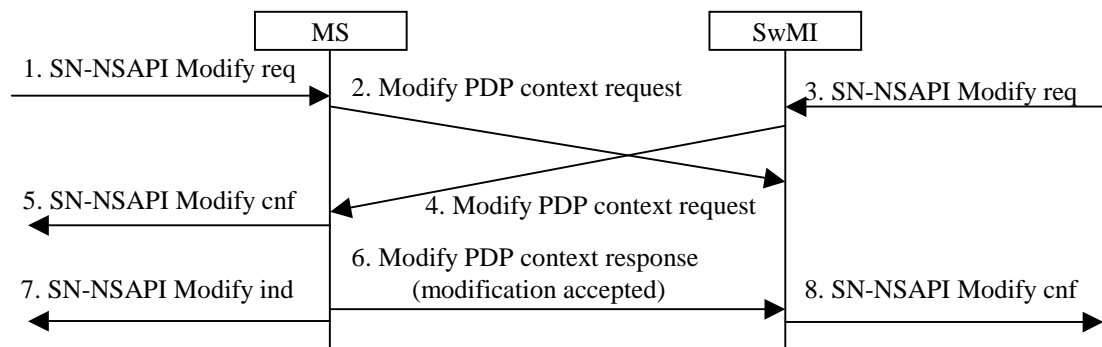 MS
SwMI
1. SN-NSAPI Modify req
2. Modify PDP context request
3. SN-NSAPI Modify req
5. SN-NSAPI Modify cnf
4. Modify PDP context request
6. Modify PDP context response
(modification accepted)
7. SN-NSAPI Modify ind
8. SN-NSAPI Modify cnf